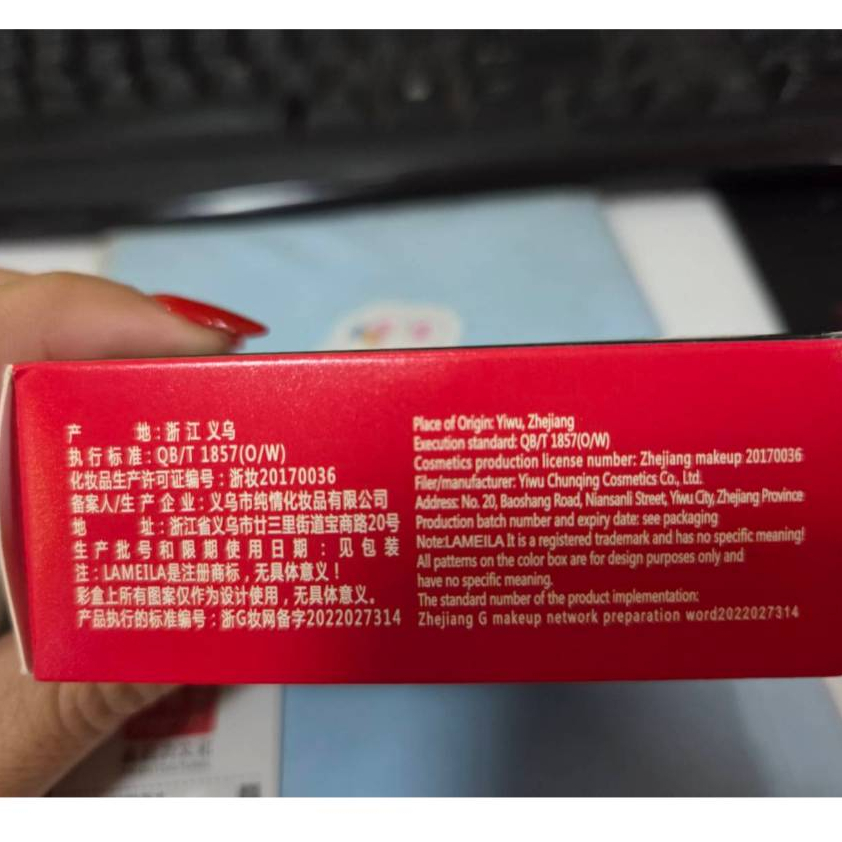 产 地:浙江义乌
执行标准:QB/T 1857(O/W)
化妆品生产许可证编号:浙妆20170036
备案人/生产企业:义乌市纯情化妆品有限公司
地 址:浙江省义乌市廿三里街道宝商路20号
生产批号和限期使用日期:见包装
注:LAMEILA是注册商标,无具体意义!
彩盒上所有图案仅作为设计使用,无具体意义。
产品执行的标准编号:浙G妆网备字2022027314
Place of Origin: Yiwu, Zhejiang
Execution standard: QB/T 1857(O/W)
Cosmetics production license number: Zhejiang makeup 20170036
Filer/manufacturer: Yiwu Chunqing Cosmetics Co., Ltd.
Address: No. 20, Baoshang Road, Niansanli Street, Yiwu City, Zhejiang Province
Production batch number and expiry date: see packaging
Note:LAMEILA It is a registered trademark and has no specific meaning!
All patterns on the color box are for design purposes only and
have no specific meaning.
The standard number of the product implementation:
Zhejiang G makeup network preparation word2022027314